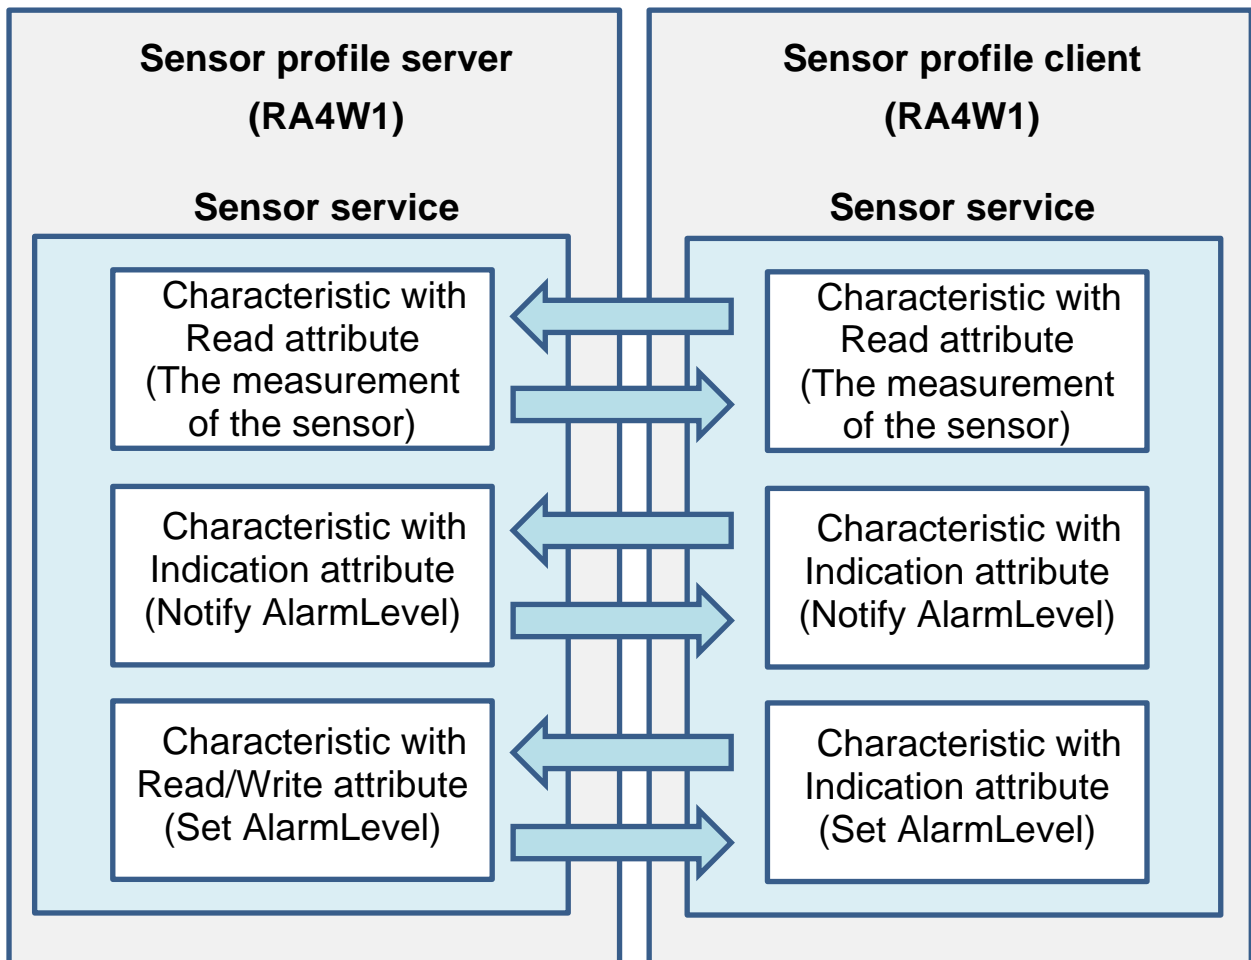 Sensor profile server
(RA4W1)
Sensor service
Characteristic with
Read attribute
(The measurement
of the sensor)
Characteristic with
Indication attribute
(Notify AlarmLevel)
Characteristic with
Read/Write attribute
(Set AlarmLevel)
Sensor profile client
(RA4W1)
Sensor service
Characteristic with
Read attribute
(The measurement
of the sensor)
Characteristic with
Indication attribute
(Notify AlarmLevel)
Characteristic with
Indication attribute
(Set AlarmLevel)